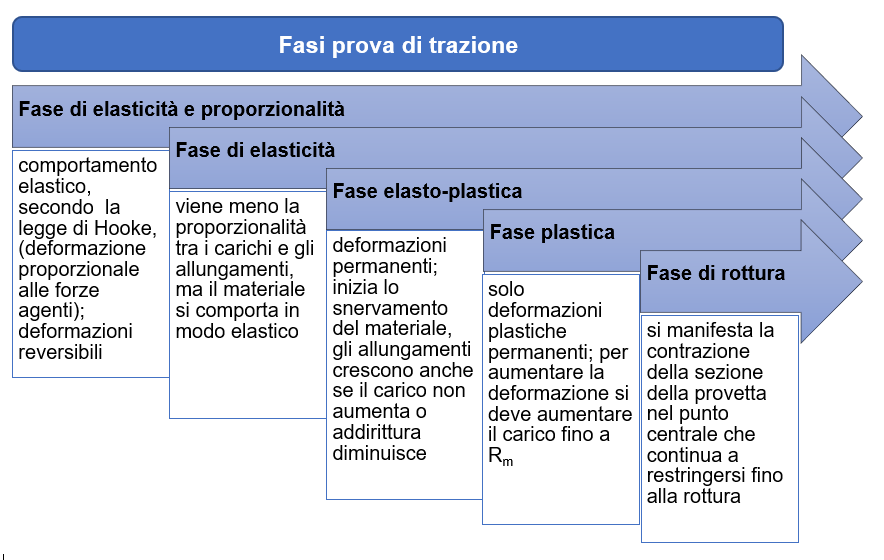 Fasi prova di trazione
Fase di elasticità e proporzionalità
comportamento
elastico,
secondo la
legge di Hooke,
(deformazione
proporzionale
alle forze
agenti);
deformazioni
reversibili
Fase di elasticità
viene meno la
proporzionalità
tra i carichi e gli
allungamenti,
ma il materiale
si comporta in
modo elastico
Fase elasto-plastica
deformazioni
permanenti;
inizia lo
snervamento
del materiale,
gli allungamenti
crescono anche
se il carico non
aumenta o
addirittura
diminuisce
Fase plastica
solo
deformazioni
plastiche
permanenti; per
aumentare la
deformazione si
deve aumentare
il carico fino a
Rm
Fase di rottura
si manifesta la
contrazione
della sezione
della provetta
nel punto
centrale che
continua a
restringersi fino
alla rottura